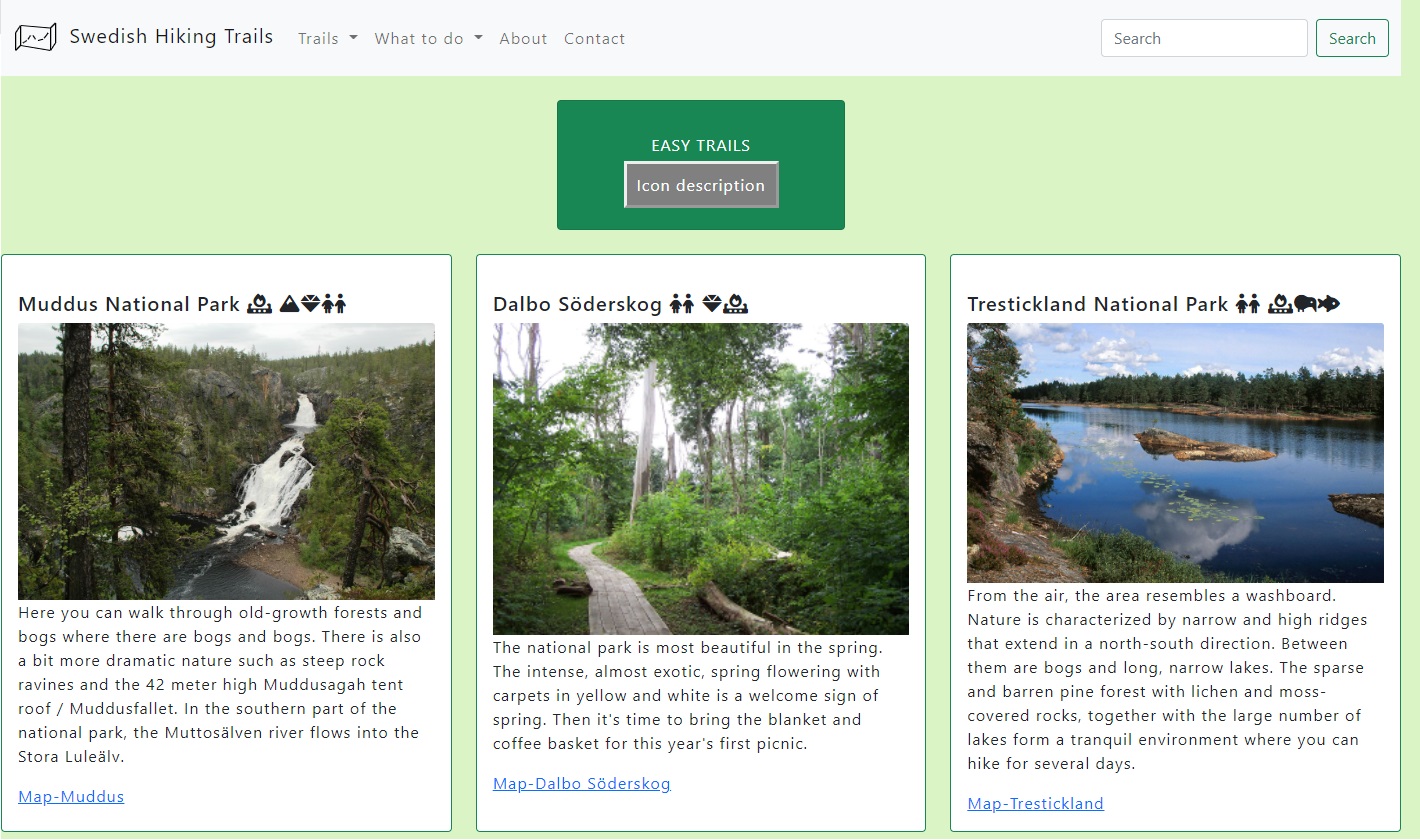 Swedish Hiking Trails Trails What to do About Contact Search Search
EASY TRAILS
Icon description
Muddus National Park
Here you can walk through old-growth forests and
bogs where there are bogs and bogs. There is also
a bit more dramatic nature such as steep rock
ravines and the 42 meter high Muddusagah tent
roof / Muddusfallet. In the southern part of the
national park, the Muttosälven river flows into the
Stora Luleälv.
Map-Muddus
Dalbo Söderskog
The national park is most beautiful in the spring.
The intense, almost exotic, spring flowering with
carpets in yellow and white is a welcome sign of
spring. Then it's time to bring the blanket and
coffee basket for this year's first picnic.
Map-Dalbo Söderskog
Trestickland National Park
From the air, the area resembles a washboard.
Nature is characterized by narrow and high ridges
that extend in a north-south direction. Between
them are bogs and long, narrow lakes. The sparse
and barren pine forest with lichen and moss-
covered rocks, together with the large number of
lakes form a tranquil environment where you can
hike for several days.
Map-Trestickland